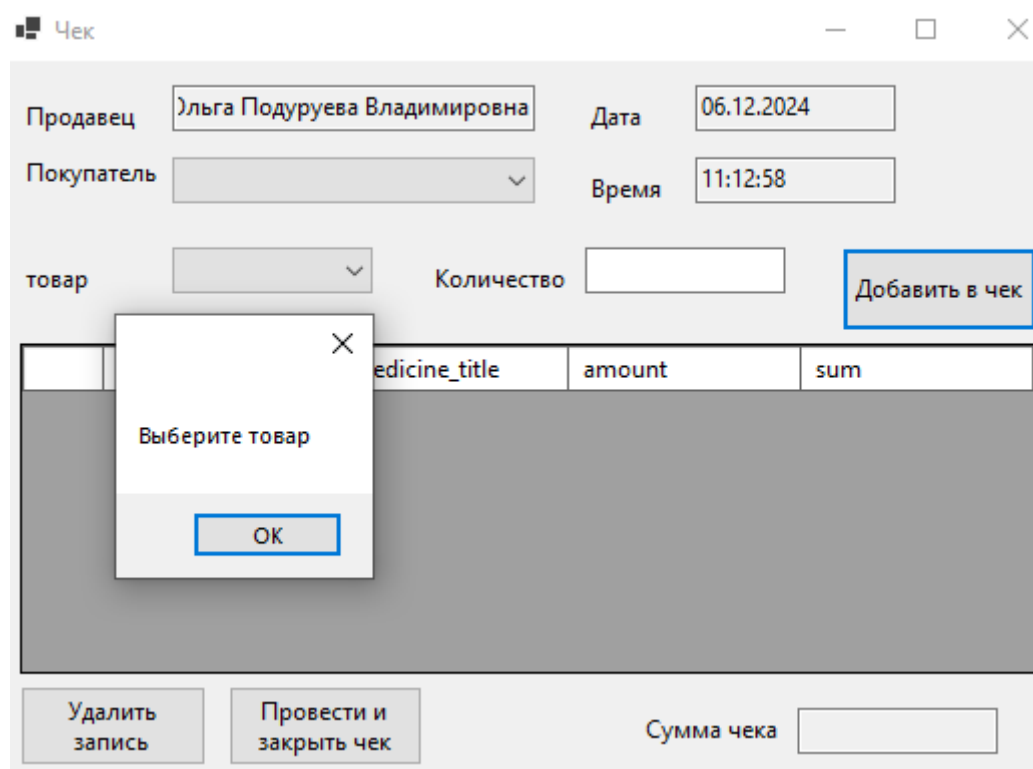 Чек
Продавец Ольга Подуруева Владимировна Дата 06.12.2024
Покупатель Время 11:12:58
товар Количество Добавить в чек
edicine_title amount sum
Выберите товар
OK
Удалить запись
Провести и закрыть чек
Сумма чека